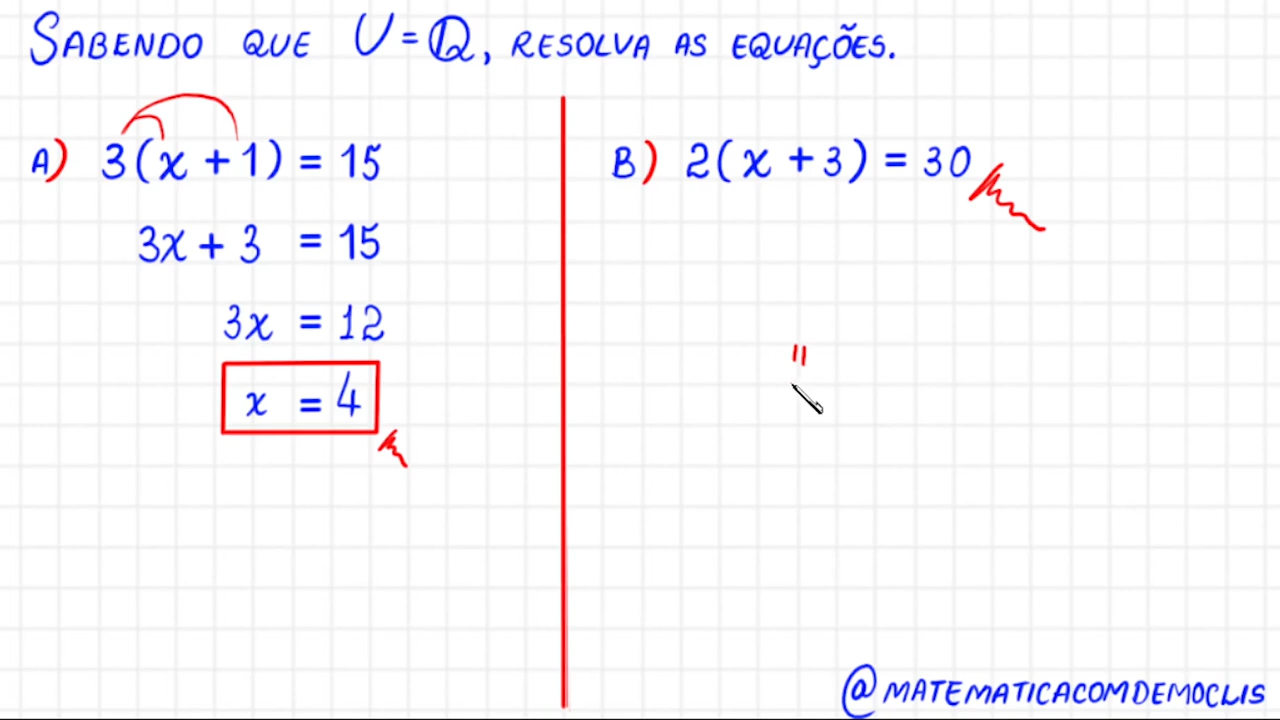 SABENDO QUE U = ℚ, RESOLVA AS EQUAÇÕES.
A) 3(x + 1) = 15
3x + 3 = 15
3x = 12
x = 4
B) 2(x + 3) = 30
"
@MATEMATICACOMDEMOCLIS